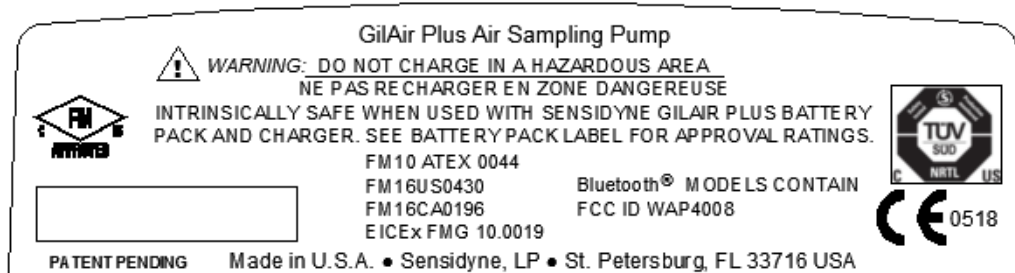 GilAir Plus Air Sampling Pump
WARNING: DO NOT CHARGE IN A HAZARDOUS AREA
NE PAS RECHARGER EN ZONE DANGEREUSE
INTRINSICALLY SAFE WHEN USED WITH SENSIDYNE GILAIR PLUS BATTERY
PACK AND CHARGER. SEE BATTERY PACK LABEL FOR APPROVAL RATINGS.
FM
APPROVED
S
TÜV
SÜD
C NRTL US
FM10 ATEX 0044
FM16US0430
FM16CA0196
EICEx FMG 10.0019
Bluetooth® MODELS CONTAIN
FCC ID WAP4008
CE 0518
PATENT PENDING Made in U.S.A. ● Sensidyne, LP ● St. Petersburg, FL 33716 USA